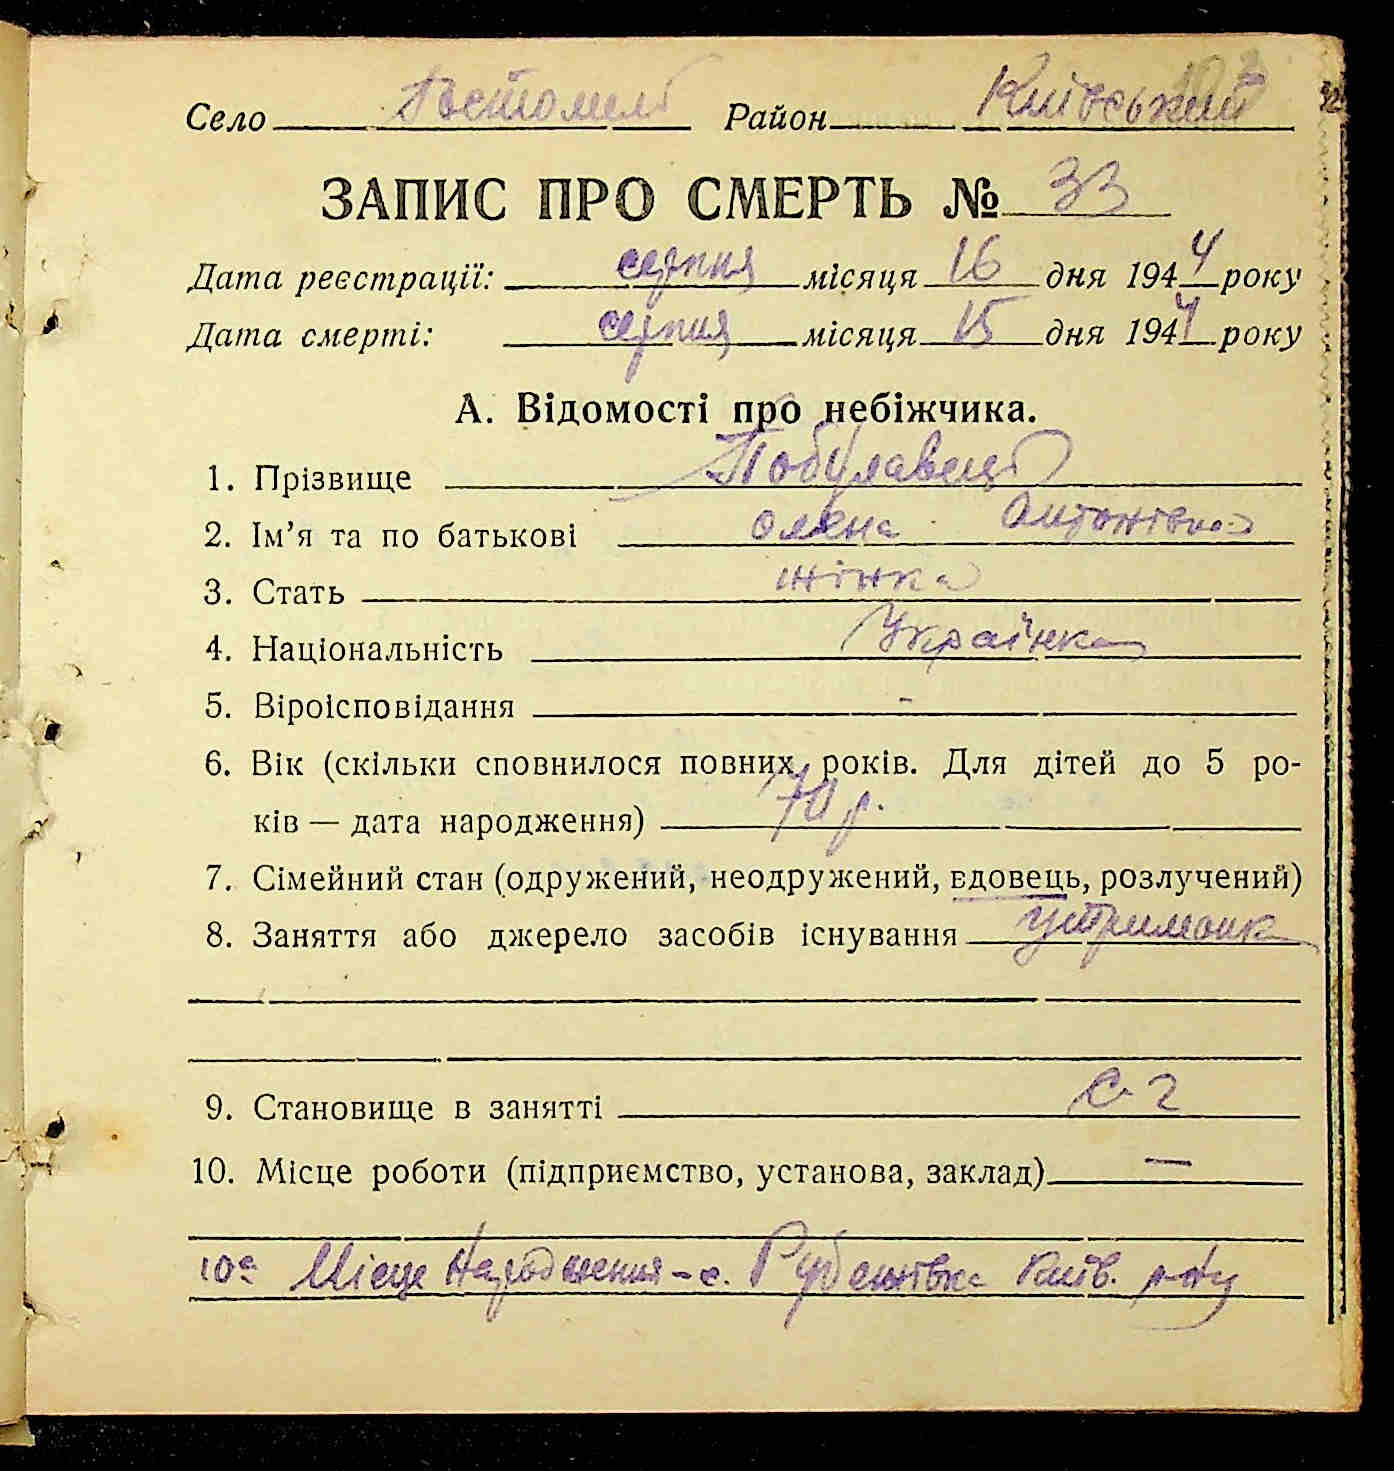 Село Гостомель Район Київський
ЗАПИС ПРО СМЕРТЬ № 33
Дата реєстрації: серпня місяця 16 дня 1944 року
Дата смерті: серпня місяця 15 дня 1944 року
А. Відомості про небіжчика.
1. Прізвище
2. Ім’я та по батькові Олена Антонівна
3. Стать жінка
4. Національність Українка
5. Віроісповідання -
6. Вік (скільки сповнилося повних років. Для дітей до 5 ро-
ків — дата народження) 70 р.
7. Сімейний стан (одружений, неодружений, вдовець, розлучений)
8. Заняття або джерело засобів існування утриманка
9. Становище в занятті с-г
10. Місце роботи (підприємство, установа, заклад) —
10а Місце народження - с. Рубежівка Київ. р-ну